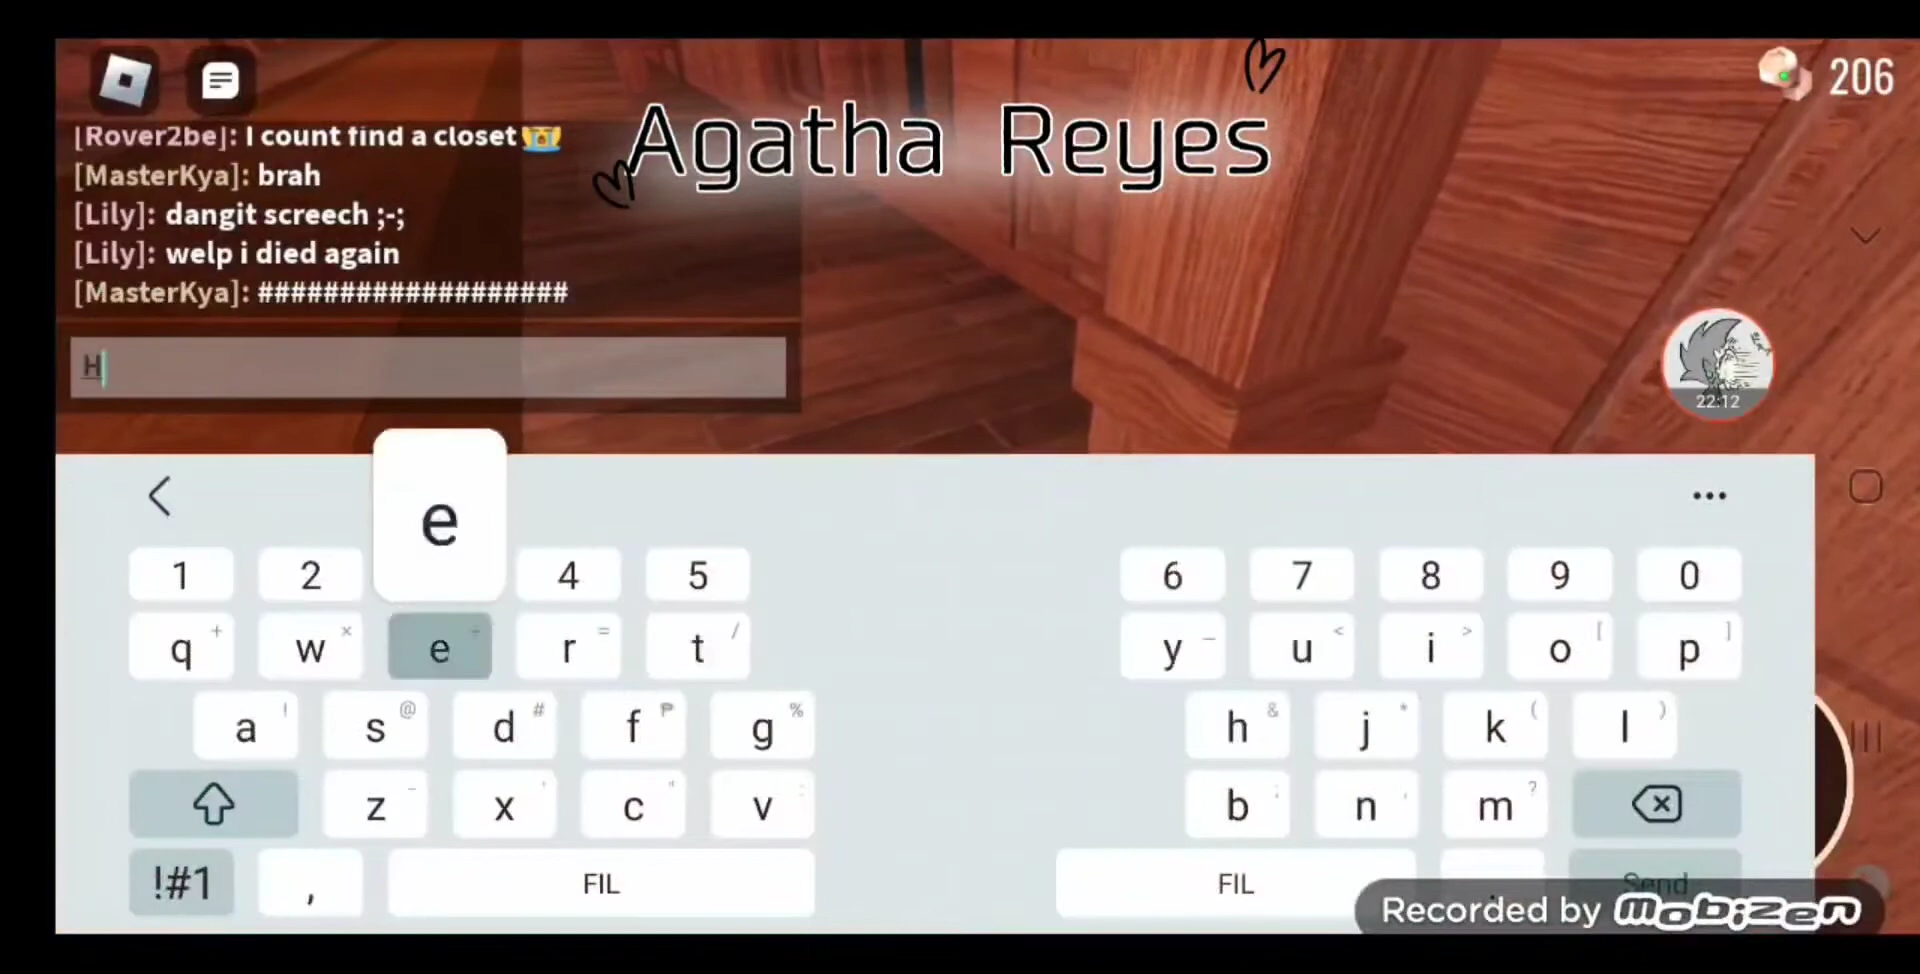 206
Agatha Reyes
[Rover2be]: I count find a closet😭
[MasterKya]: brah
[Lily]: dangit screech ;-;
[Lily]: welp i died again
[MasterKya]: ###################
H
22:12
e
1 2 4 5 6 7 8 9 0
q + w × e ÷ r = t / y _ u < i > o [ p ]
a ! s @ d # f ₱ g % h & j * k ( l )
z - x ' c " v : b ; n , m ?
!#1 , FIL FIL . Send
Recorded by mobizen